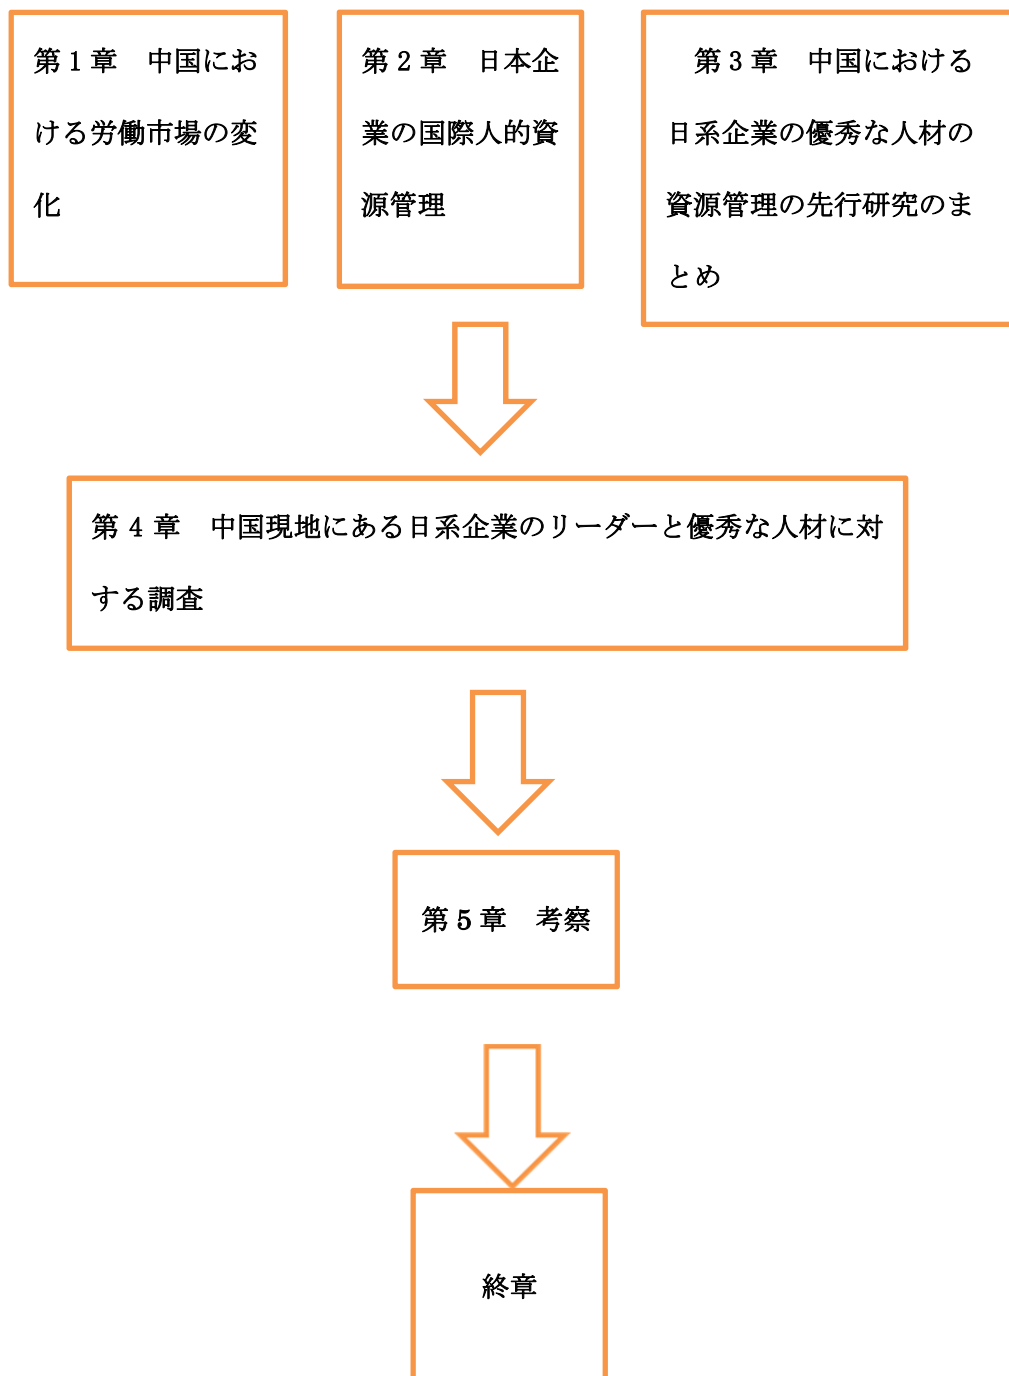 第1章　中国にお
ける労働市場の変
化
第2章　日本企
業の国際人的資
源管理
第3章　中国における
日系企業の優秀な人材の
資源管理の先行研究のま
とめ
第4章　中国現地にある日系企業のリーダーと優秀な人材に対
する調査
第5章　考察
終章